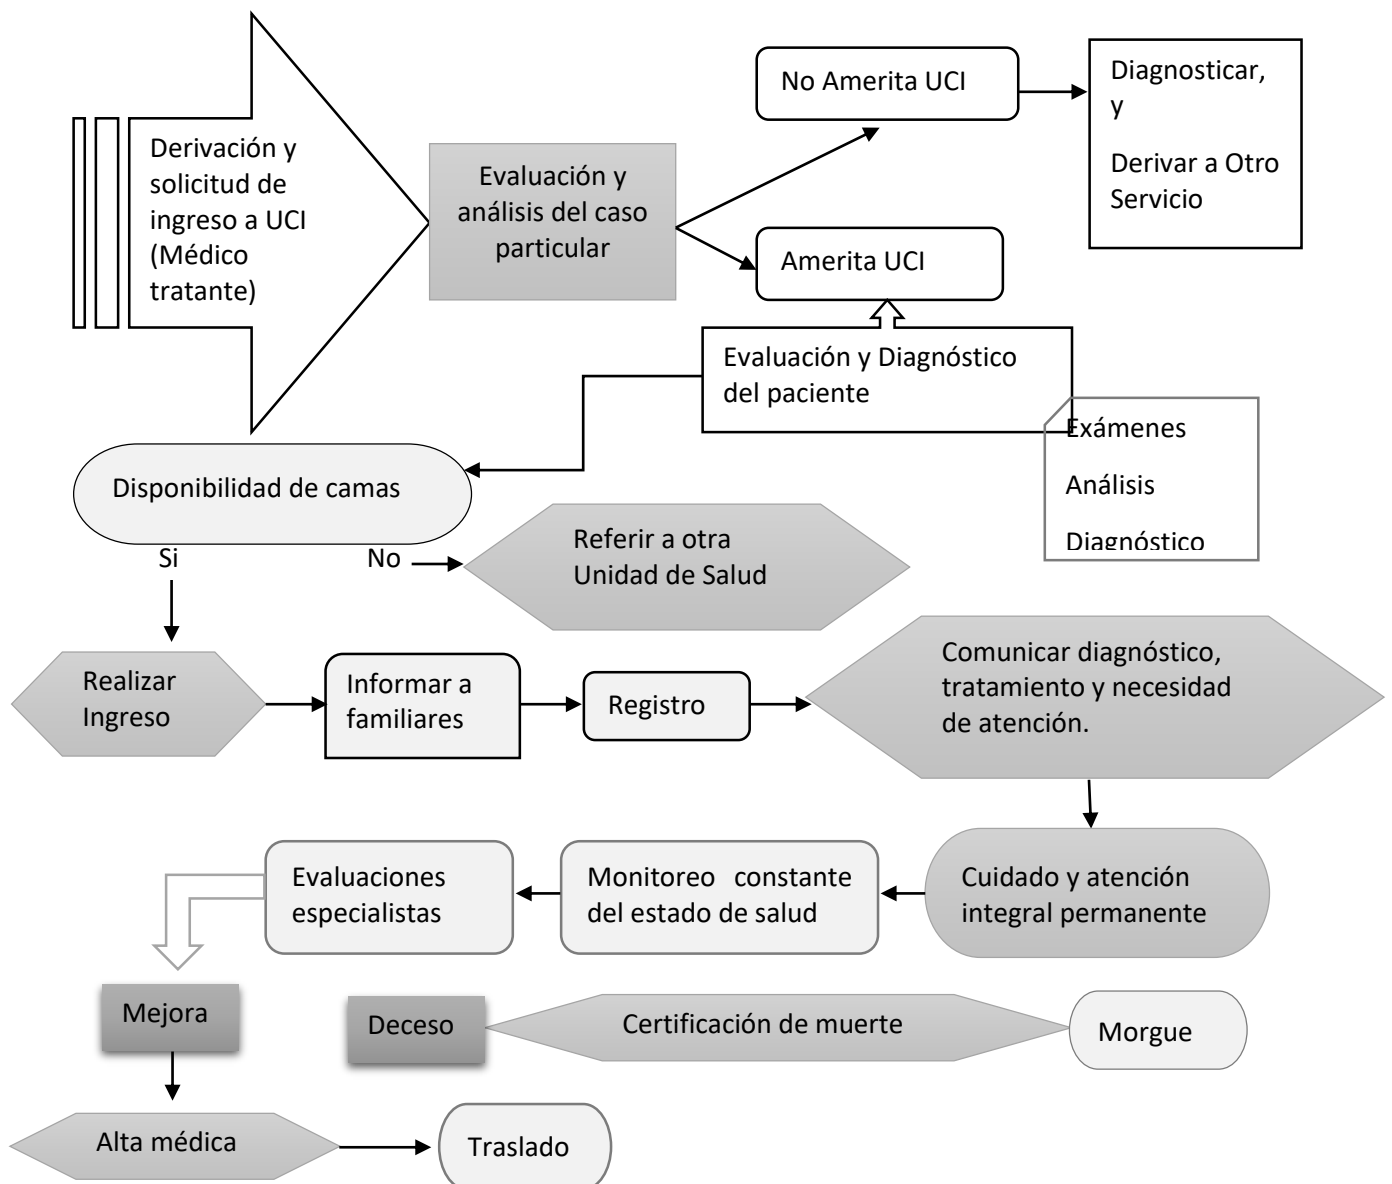 Derivación y
solicitud de
ingreso a UCI
(Médico
tratante)
Evaluación y
análisis del caso
particular
No Amerita UCI
Diagnosticar,
y
Derivar a Otro
Servicio
Amerita UCI
Evaluación y Diagnóstico
del paciente
Exámenes
Análisis
Diagnóstico
Disponibilidad de camas
Si
No
Referir a otra
Unidad de Salud
Realizar
Ingreso
Informar a
familiares
Registro
Comunicar diagnóstico,
tratamiento y necesidad
de atención.
Cuidado y atención
integral permanente
Monitoreo constante
del estado de salud
Evaluaciones
especialistas
Mejora
Deceso
Certificación de muerte
Morgue
Alta médica
Traslado